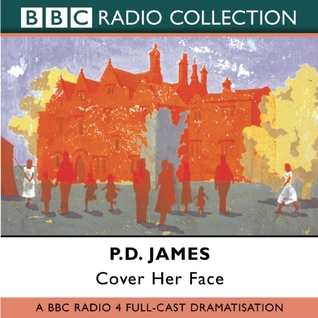 BBC RADIO COLLECTION
P.D. JAMES
Cover Her Face
A BBC RADIO 4 FULL-CAST DRAMATISATION